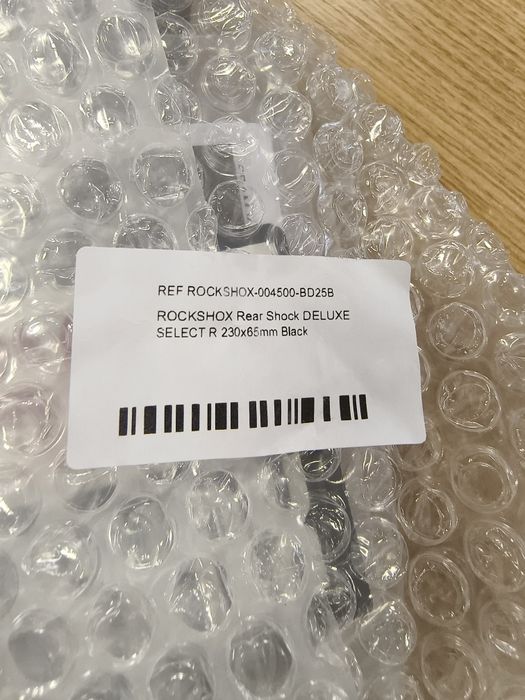 REF ROCKSHOX-004500-BD25B
ROCKSHOX Rear Shock DELUXE
SELECT R 230x65mm Black